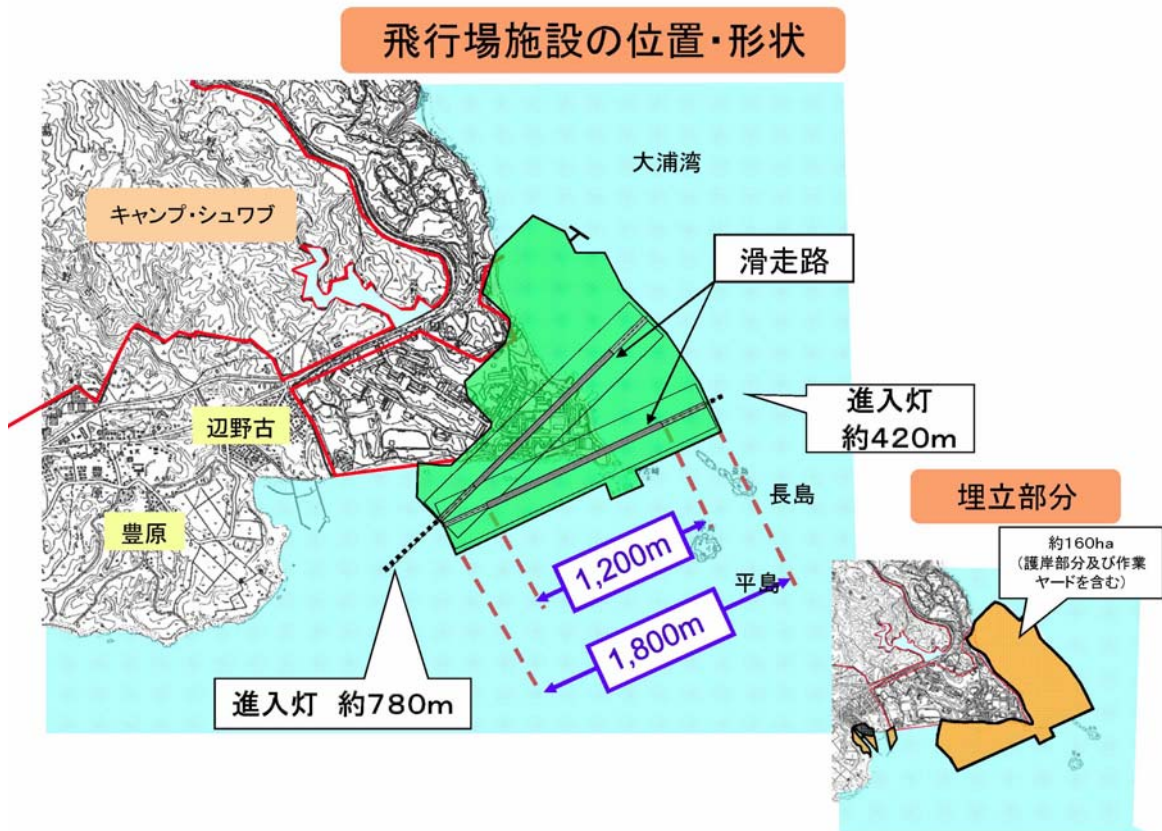 飛行場施設の位置・形状
大浦湾
キャンプ・シュワブ
滑走路
進入灯
約420m
辺野古
長島
豊原
1,200m
平島
1,800m
進入灯 約780m
埋立部分
約160ha
(護岸部分及び作業
ヤードを含む)